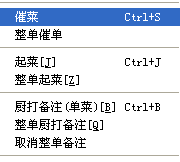 催菜 Ctrl+S
整单催单
起菜[J] Ctrl+J
整单起菜[Z]
厨打备注(单菜)[B] Ctrl+B
整单厨打备注[Q]
取消整单备注